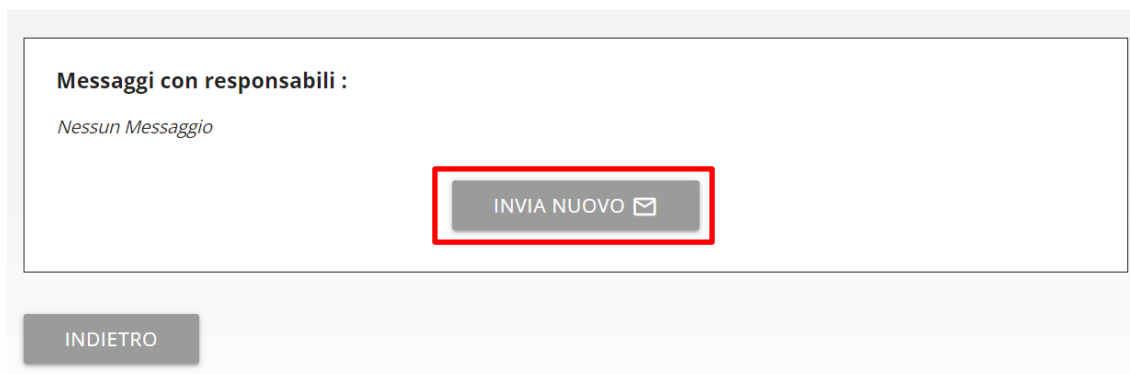 Messaggi con responsabili :
Nessun Messaggio
INVIA NUOVO
INDIETRO